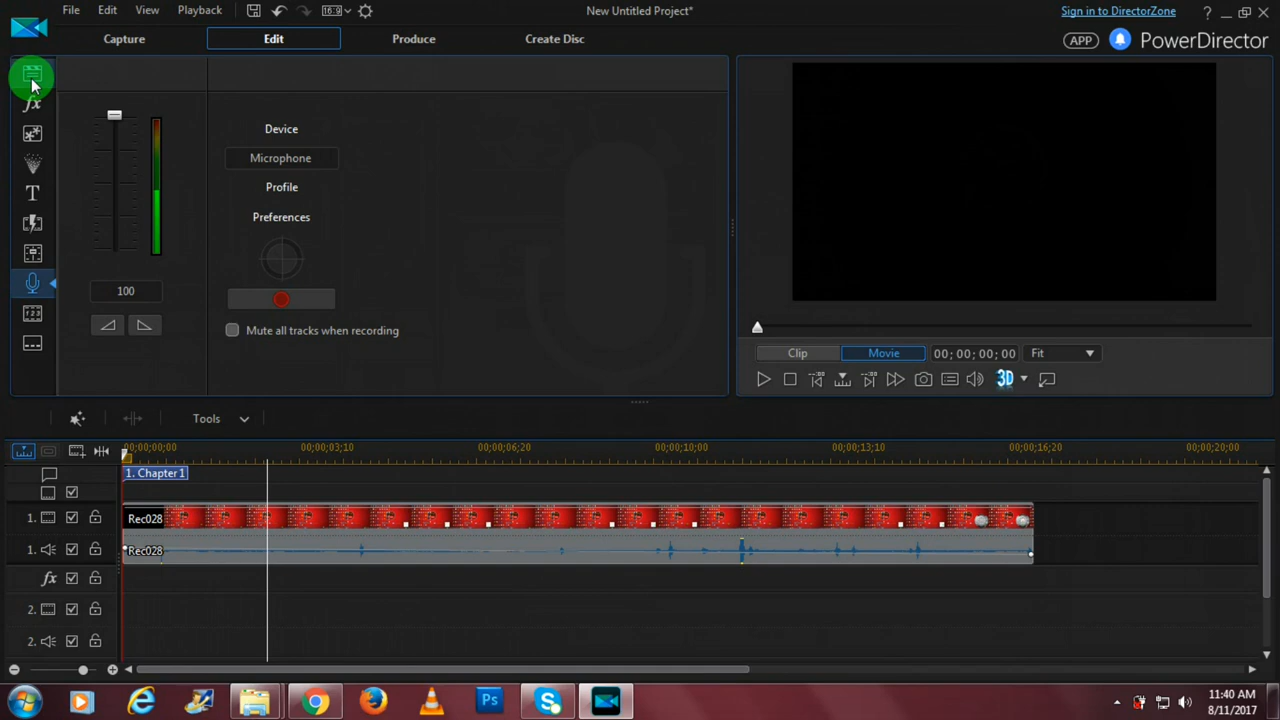 File Edit View Playback 16:9 New Untitled Project* Sign in to DirectorZone ?
Capture Edit Produce Create Disc APP PowerDirector
fx
Device
Microphone
Profile
T
Preferences
100
Mute all tracks when recording
Clip Movie 00; 00; 00; 00 Fit
3D
Tools
00;00;00;00 00;00;03;10 00;00;06;20 00;00;10;00 00;00;13;10 00;00;16;20 00;00;20;00
1. Chapter 1
1. Rec028
1. Rec028
fx
2.
2.
Ps
11:40 AM
8/11/2017